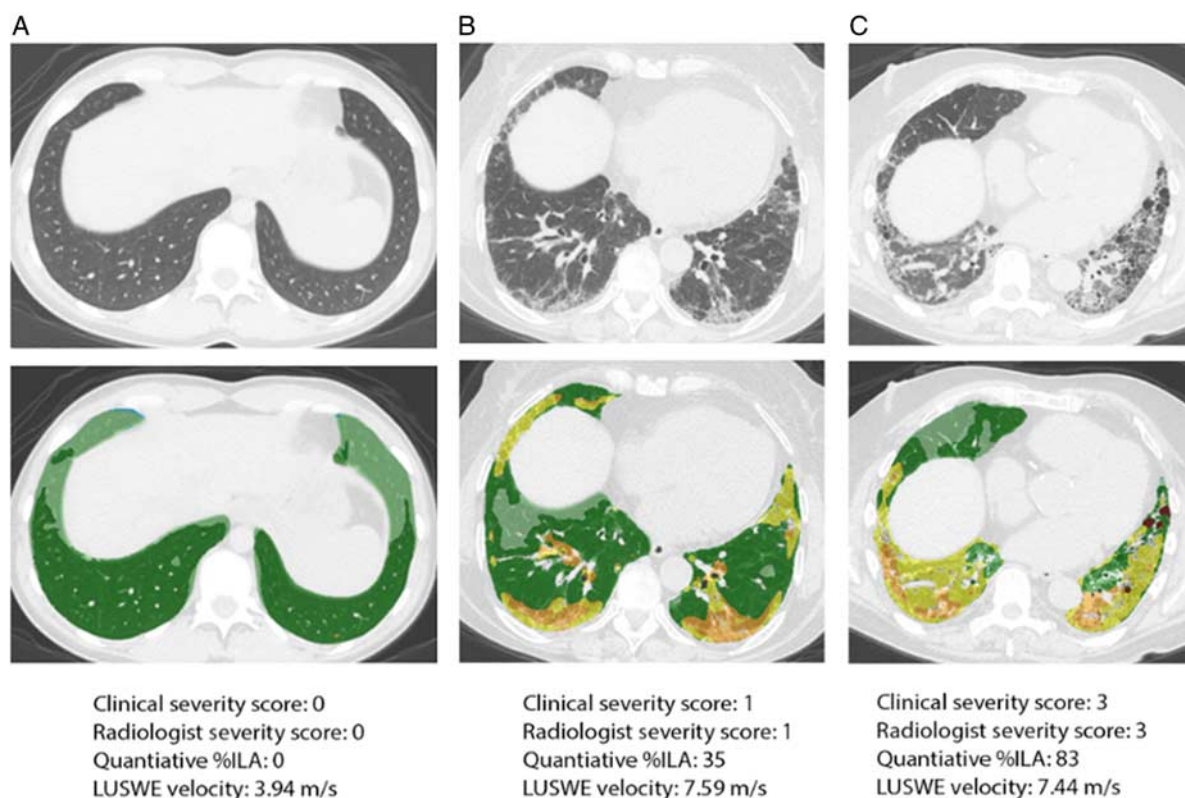 A
B
C
Clinical severity score: 0
Radiologist severity score: 0
Quantiative %ILA: 0
LUSWE velocity: 3.94 m/s
Clinical severity score: 1
Radiologist severity score: 1
Quantiative %ILA: 35
LUSWE velocity: 7.59 m/s
Clinical severity score: 3
Radiologist severity score: 3
Quantiative %ILA: 83
LUSWE velocity: 7.44 m/s